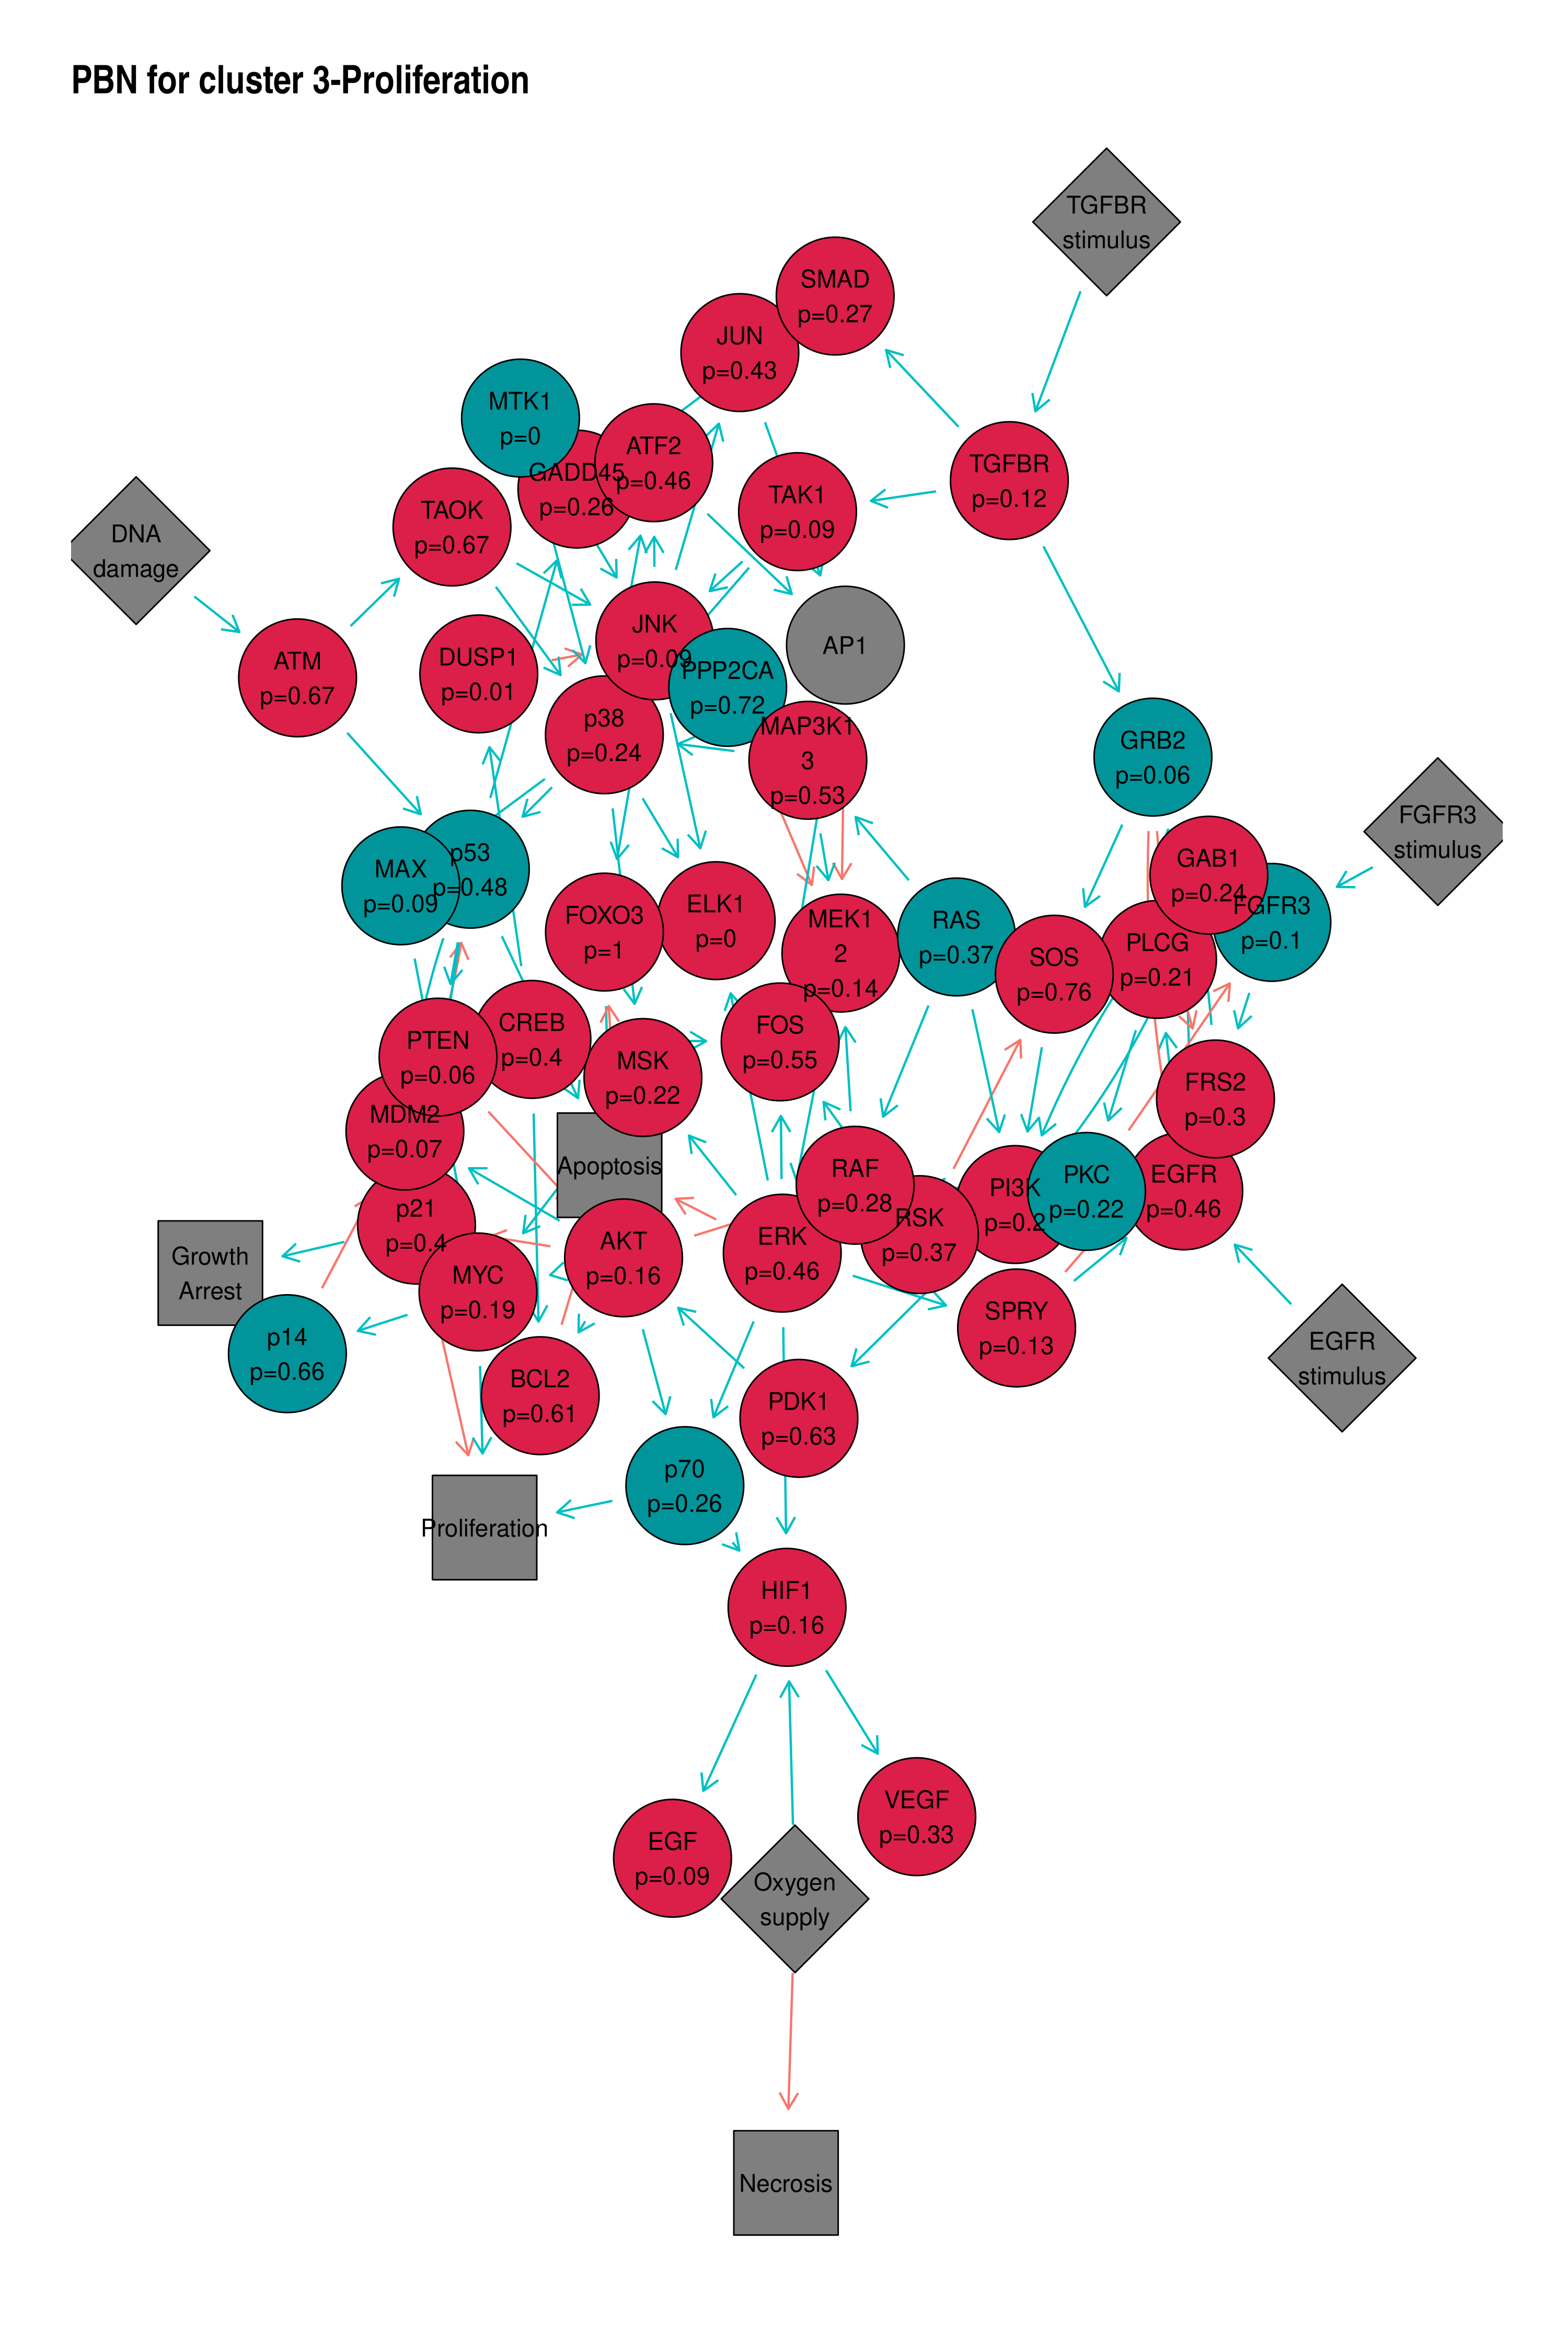 PBN for cluster 3-Proliferation
TGFBR
stimulus
SMAD
p=0.27
JUN
p=0.43
MTK1
p=0
ATF2
p=0.46
GADD45
p=0.26
TGFBR
p=0.12
TAK1
p=0.09
TAOK
p=0.67
DNA
damage
JNK
p=0.09
AP1
DUSP1
p=0.01
ATM
p=0.67
PPP2CA
p=0.72
p38
p=0.24
MAP3K1
3
p=0.53
GRB2
p=0.06
FGFR3
stimulus
GAB1
p=0.24
p53
p=0.48
MAX
p=0.09
FGFR3
p=0.1
FOXO3
p=1
ELK1
p=0
MEK1
2
p=0.14
RAS
p=0.37
SOS
p=0.76
PLCG
p=0.21
CREB
p=0.4
PTEN
p=0.06
FOS
p=0.55
MSK
p=0.22
FRS2
p=0.3
MDM2
p=0.07
Apoptosis
RAF
p=0.28
PI3K
p=0.2
PKC
p=0.22
EGFR
p=0.46
p21
p=0.4
RSK
p=0.37
AKT
p=0.16
ERK
p=0.46
Growth
Arrest
MYC
p=0.19
SPRY
p=0.13
p14
p=0.66
EGFR
stimulus
BCL2
p=0.61
PDK1
p=0.63
p70
p=0.26
Proliferation
HIF1
p=0.16
VEGF
p=0.33
EGF
p=0.09
Oxygen
supply
Necrosis